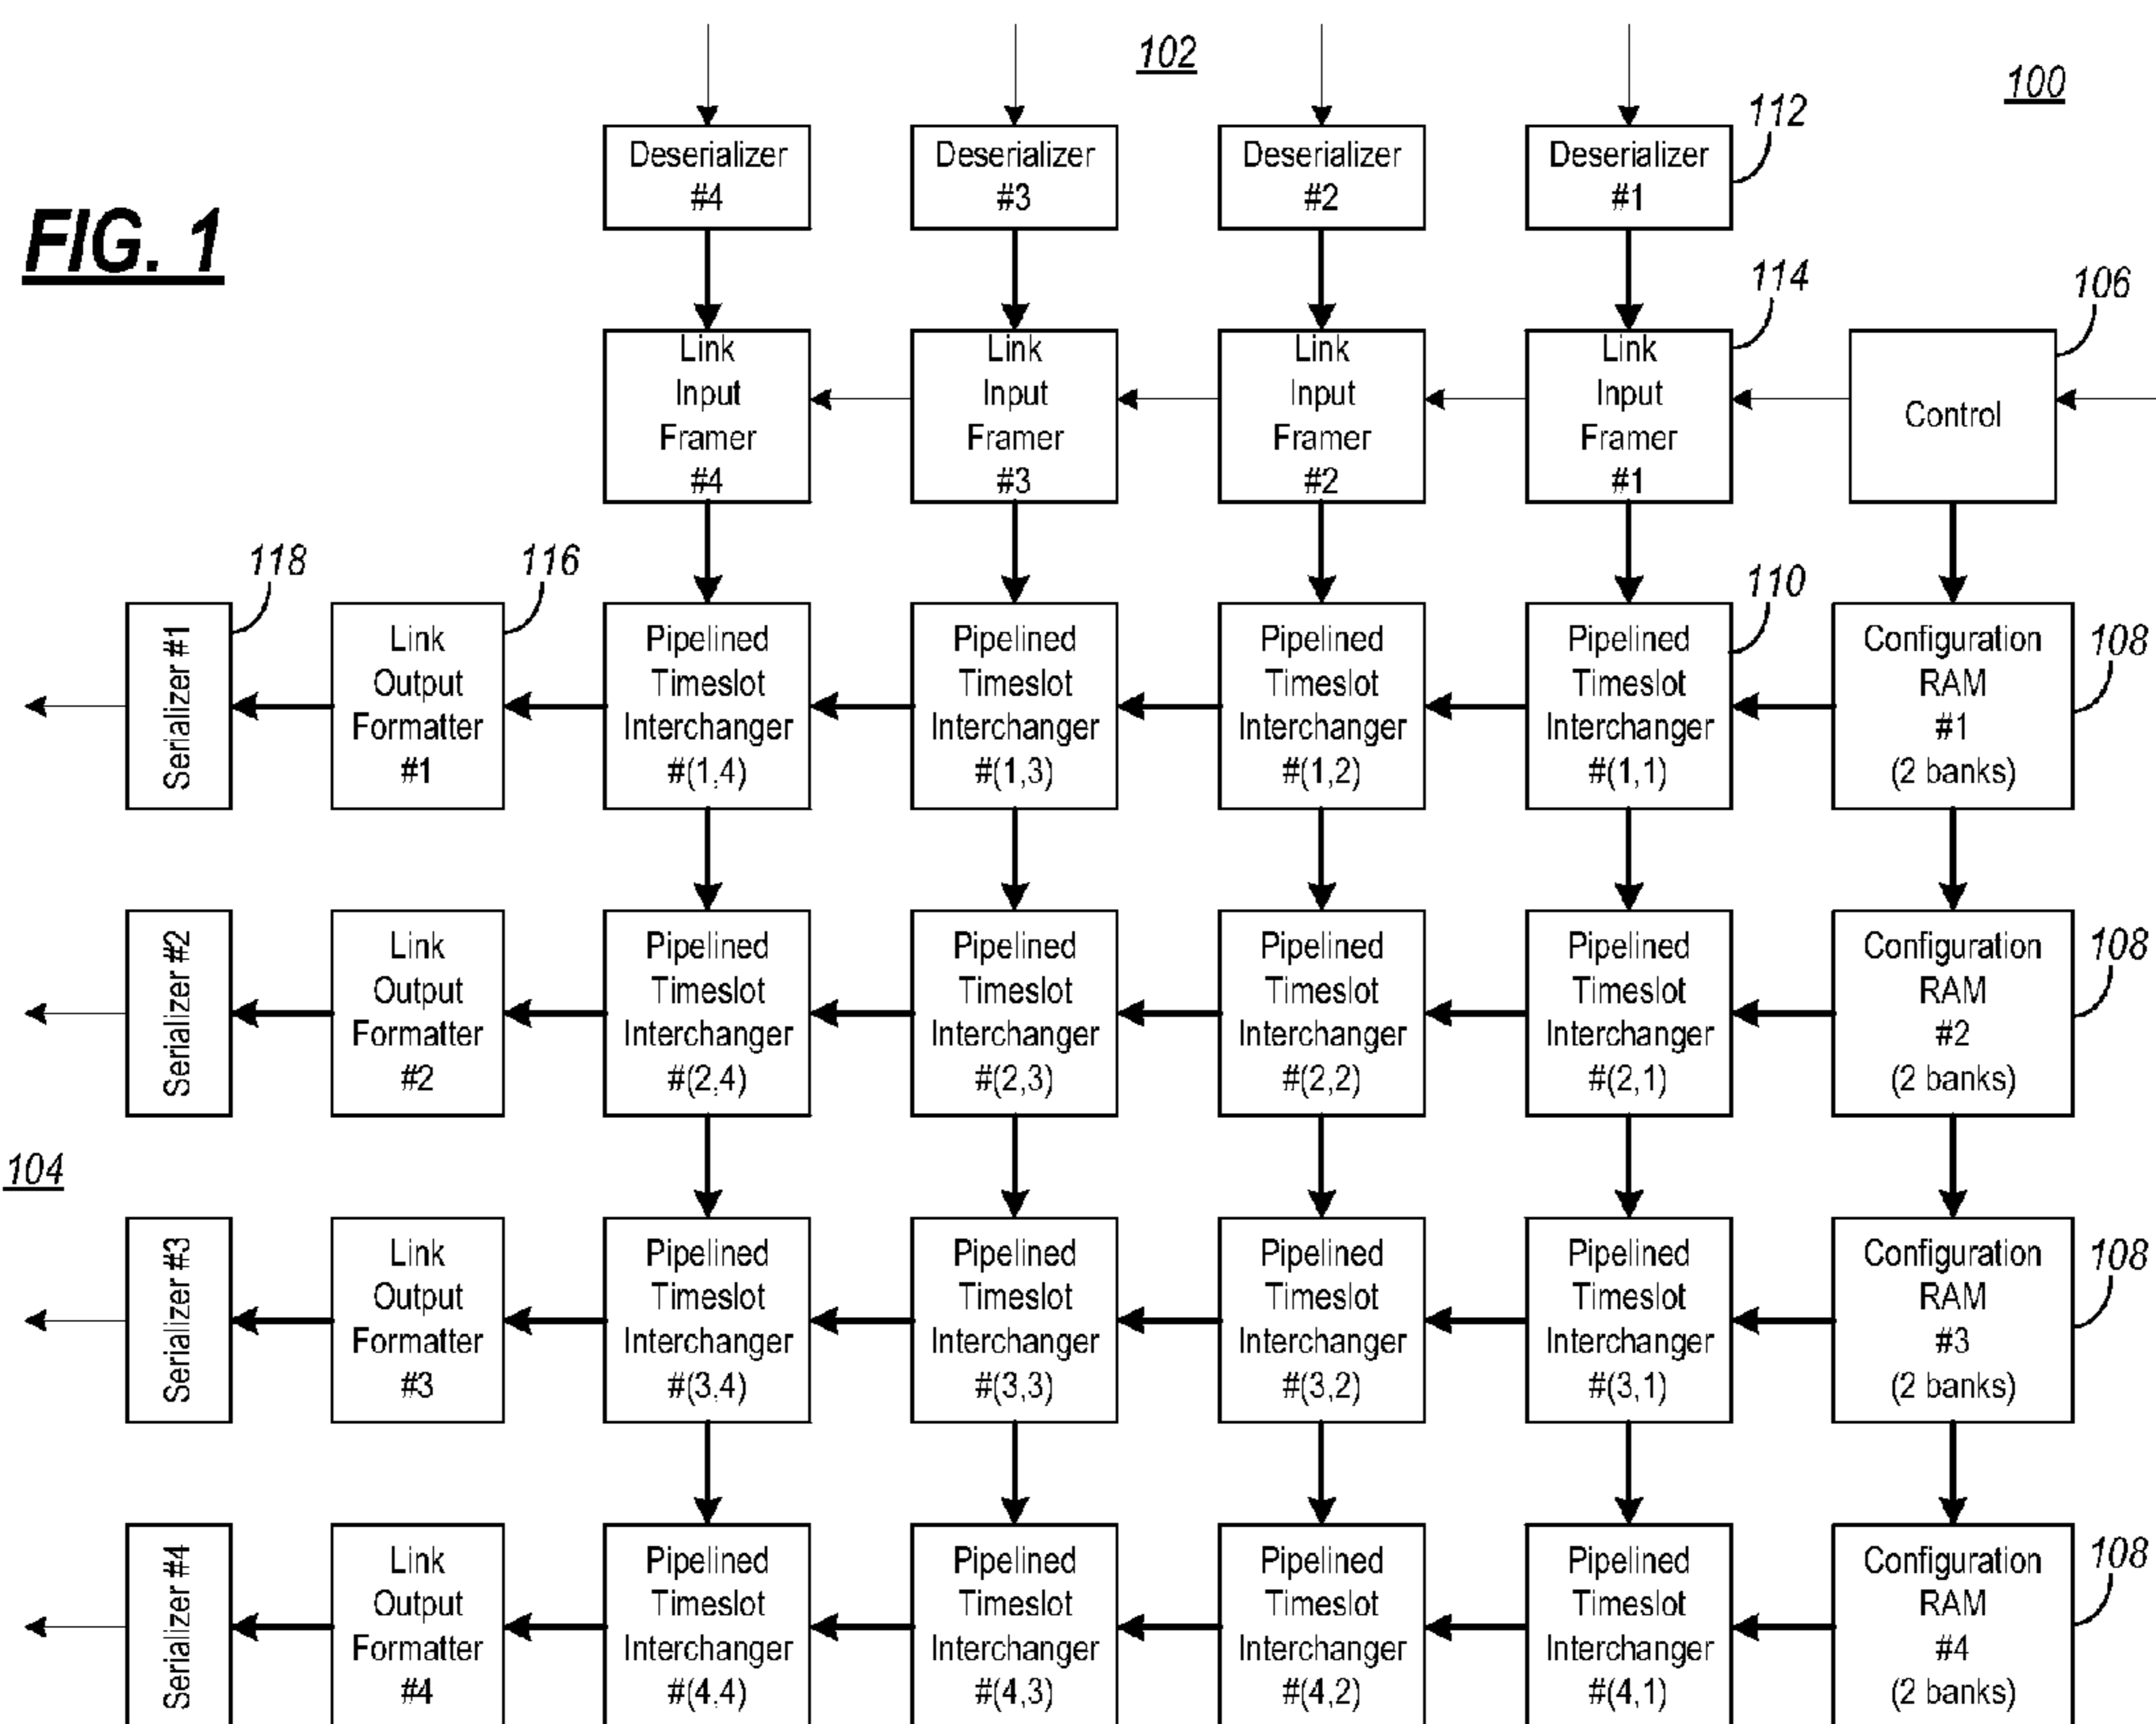 102
100
112
Deserializer
#4
Deserializer
#3
Deserializer
#2
Deserializer
#1
FIG. 1
114
106
Link
Input
Framer
#4
Link
Input
Framer
#3
Link
Input
Framer
#2
Link
Input
Framer
#1
Control
118
116
110
Serializer #1
Link
Output
Formatter
#1
Pipelined
Timeslot
Interchanger
#(1,4)
Pipelined
Timeslot
Interchanger
#(1,3)
Pipelined
Timeslot
Interchanger
#(1,2)
Pipelined
Timeslot
Interchanger
#(1,1)
Configuration
RAM
#1
(2 banks)
108
Serializer #2
Link
Output
Formatter
#2
Pipelined
Timeslot
Interchanger
#(2,4)
Pipelined
Timeslot
Interchanger
#(2,3)
Pipelined
Timeslot
Interchanger
#(2,2)
Pipelined
Timeslot
Interchanger
#(2,1)
Configuration
RAM
#2
(2 banks)
108
104
Serializer #3
Link
Output
Formatter
#3
Pipelined
Timeslot
Interchanger
#(3,4)
Pipelined
Timeslot
Interchanger
#(3,3)
Pipelined
Timeslot
Interchanger
#(3,2)
Pipelined
Timeslot
Interchanger
#(3,1)
Configuration
RAM
#3
(2 banks)
108
Serializer #4
Link
Output
Formatter
#4
Pipelined
Timeslot
Interchanger
#(4,4)
Pipelined
Timeslot
Interchanger
#(4,3)
Pipelined
Timeslot
Interchanger
#(4,2)
Pipelined
Timeslot
Interchanger
#(4,1)
Configuration
RAM
#4
(2 banks)
108